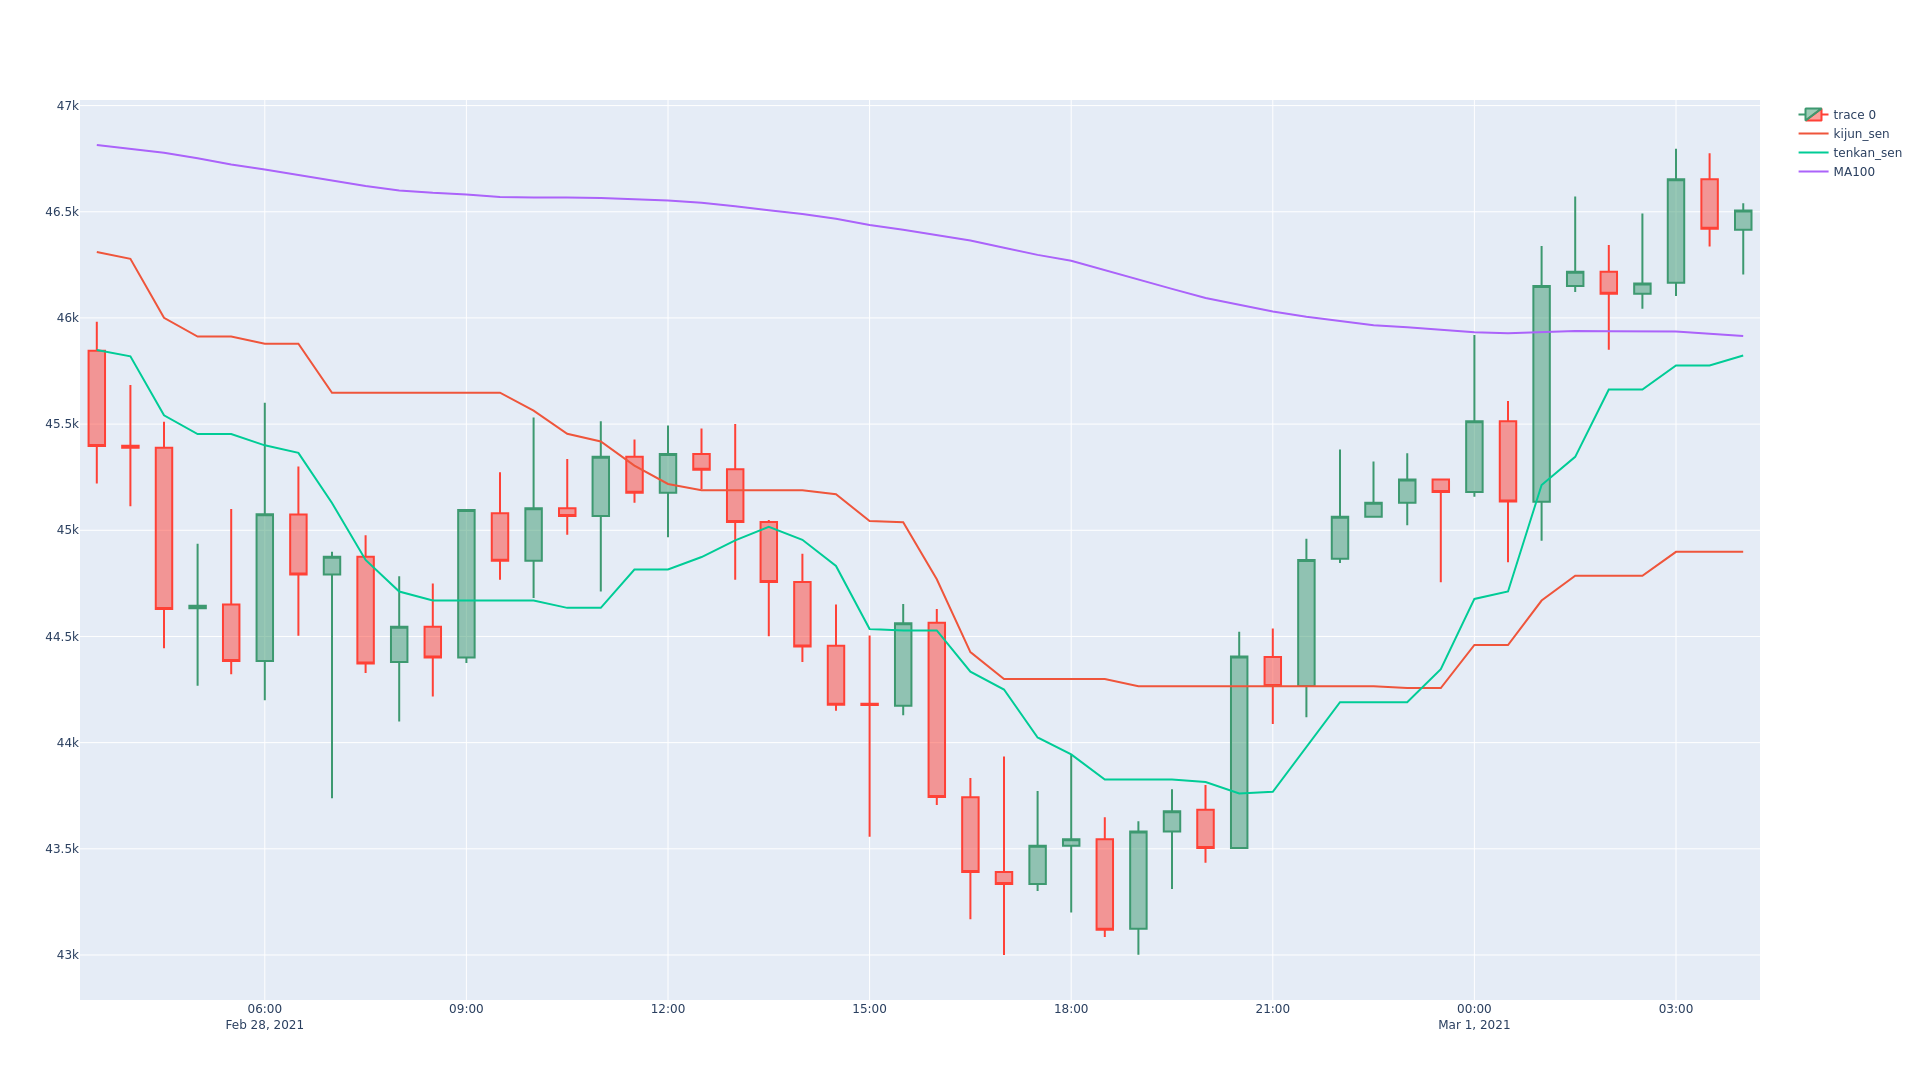 47k
46.5k
46k
45.5k
45k
44.5k
44k
43.5k
43k
06:00
Feb 28, 2021
09:00
12:00
15:00
18:00
21:00
00:00
Mar 1, 2021
03:00
trace 0
kijun_sen
tenkan_sen
MA100